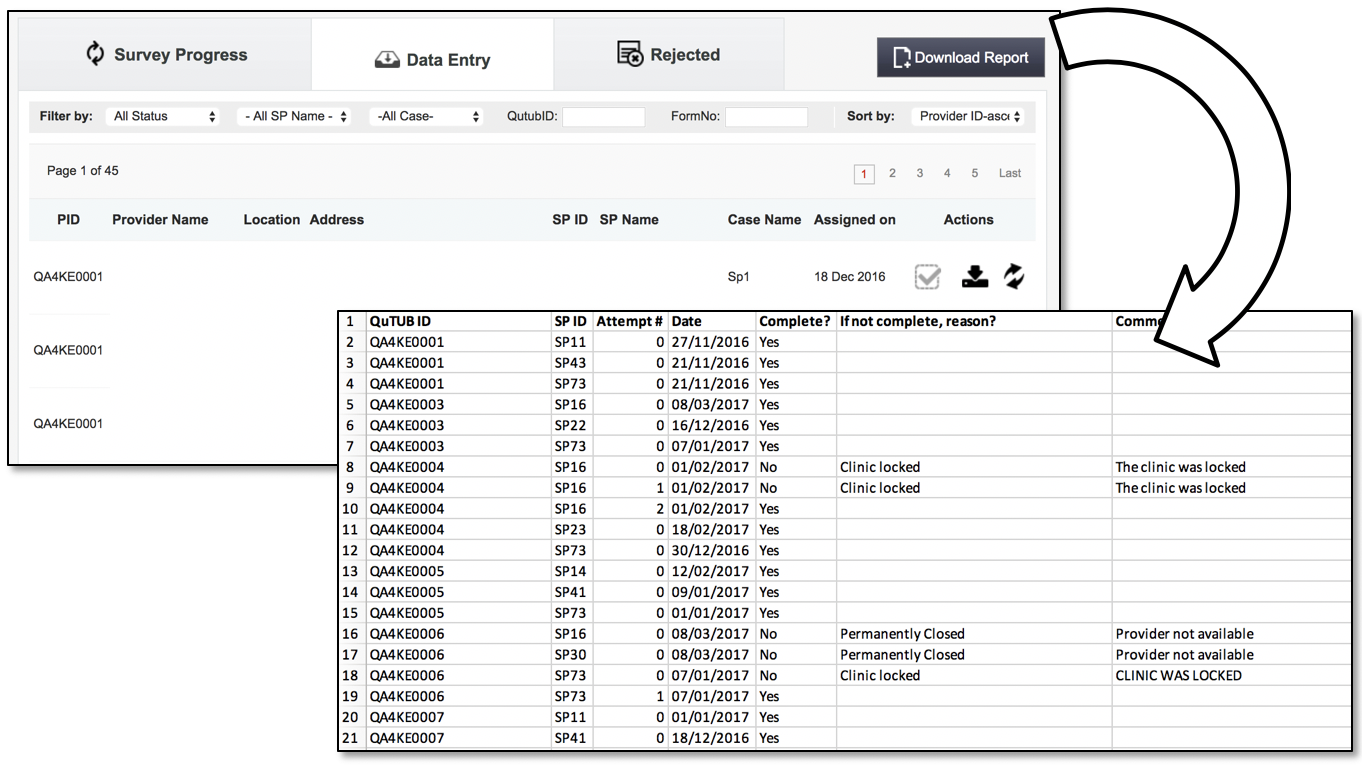 Survey Progress Data Entry Rejected Download Report
Filter by: All Status - All SP Name - -All Case- QutubID: FormNo: Sort by: Provider ID-asc
Page 1 of 45 1 2 3 4 5 Last
PID Provider Name Location Address SP ID SP Name Case Name Assigned on Actions
QA4KE0001 Sp1 18 Dec 2016
QA4KE0001
QA4KE0001
1 QuTUB ID SP ID Attempt # Date Complete? If not complete, reason? Comme
2 QA4KE0001 SP11 0 27/11/2016 Yes
3 QA4KE0001 SP43 0 21/11/2016 Yes
4 QA4KE0001 SP73 0 21/11/2016 Yes
5 QA4KE0003 SP16 0 08/03/2017 Yes
6 QA4KE0003 SP22 0 16/12/2016 Yes
7 QA4KE0003 SP73 0 07/01/2017 Yes
8 QA4KE0004 SP16 0 01/02/2017 No Clinic locked The clinic was locked
9 QA4KE0004 SP16 1 01/02/2017 No Clinic locked The clinic was locked
10 QA4KE0004 SP16 2 01/02/2017 Yes
11 QA4KE0004 SP23 0 18/02/2017 Yes
12 QA4KE0004 SP73 0 30/12/2016 Yes
13 QA4KE0005 SP14 0 12/02/2017 Yes
14 QA4KE0005 SP41 0 09/01/2017 Yes
15 QA4KE0005 SP73 0 01/01/2017 Yes
16 QA4KE0006 SP16 0 08/03/2017 No Permanently Closed Provider not available
17 QA4KE0006 SP30 0 08/03/2017 No Permanently Closed Provider not available
18 QA4KE0006 SP73 0 07/01/2017 No Clinic locked CLINIC WAS LOCKED
19 QA4KE0006 SP73 1 07/01/2017 Yes
20 QA4KE0007 SP11 0 01/01/2017 Yes
21 QA4KE0007 SP41 0 18/12/2016 Yes